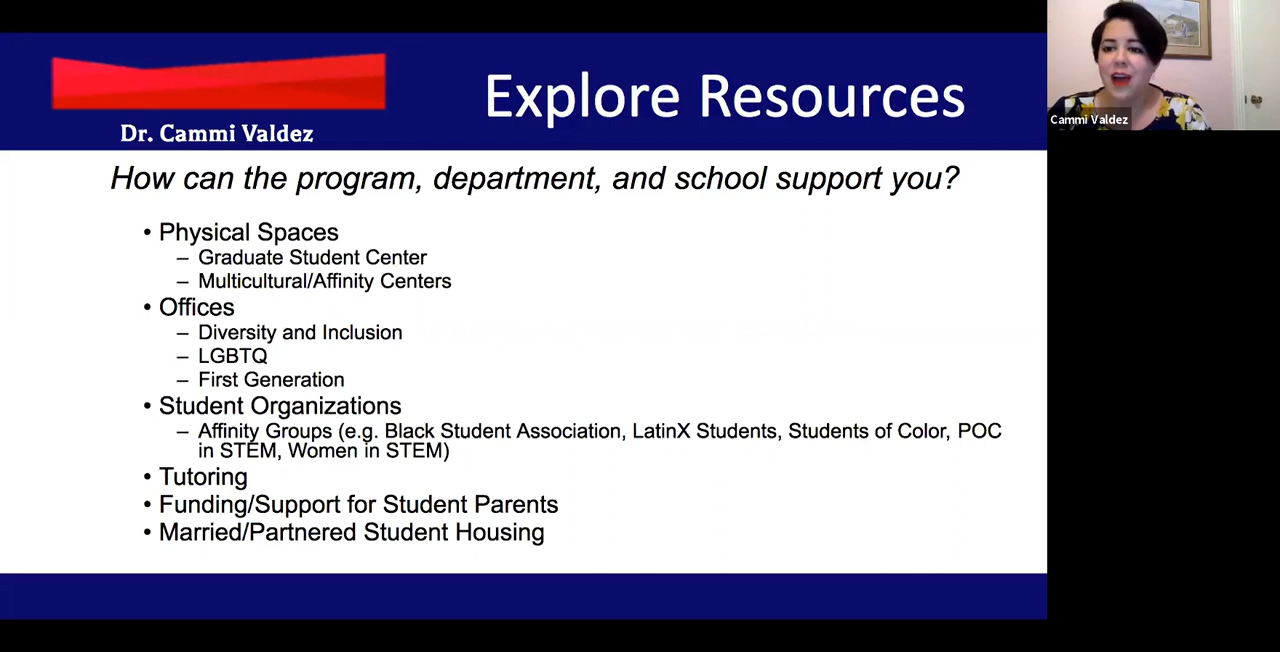 Explore Resources
Dr. Cammi Valdez
Cammi Valdez
How can the program, department, and school support you?
• Physical Spaces
– Graduate Student Center
– Multicultural/Affinity Centers
• Offices
– Diversity and Inclusion
– LGBTQ
– First Generation
• Student Organizations
– Affinity Groups (e.g. Black Student Association, LatinX Students, Students of Color, POC
in STEM, Women in STEM)
• Tutoring
• Funding/Support for Student Parents
• Married/Partnered Student Housing